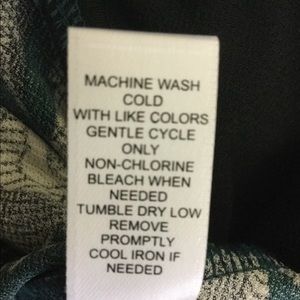 MACHINE WASH
COLD
WITH LIKE COLORS
GENTLE CYCLE
ONLY
NON-CHLORINE
BLEACH WHEN
NEEDED
TUMBLE DRY LOW
REMOVE
PROMPTLY
COOL IRON IF
NEEDED